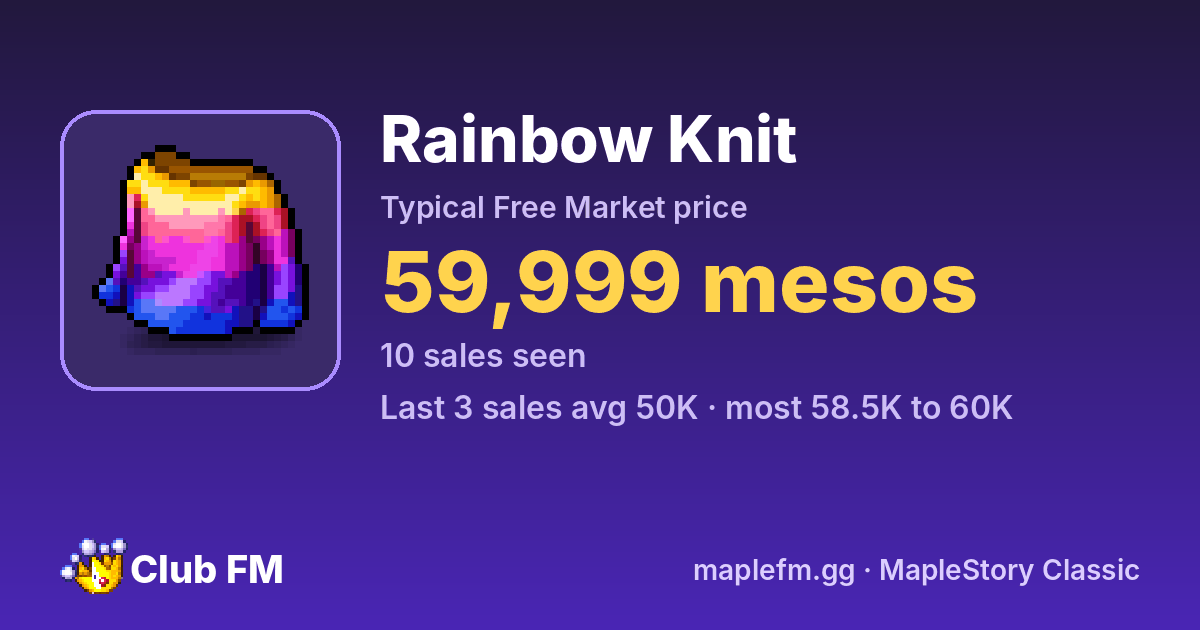 Rainbow Knit
Typical Free Market price
59,999 mesos
10 sales seen
Last 3 sales avg 50K · most 58.5K to 60K
Club FM
maplefm.gg · MapleStory Classic